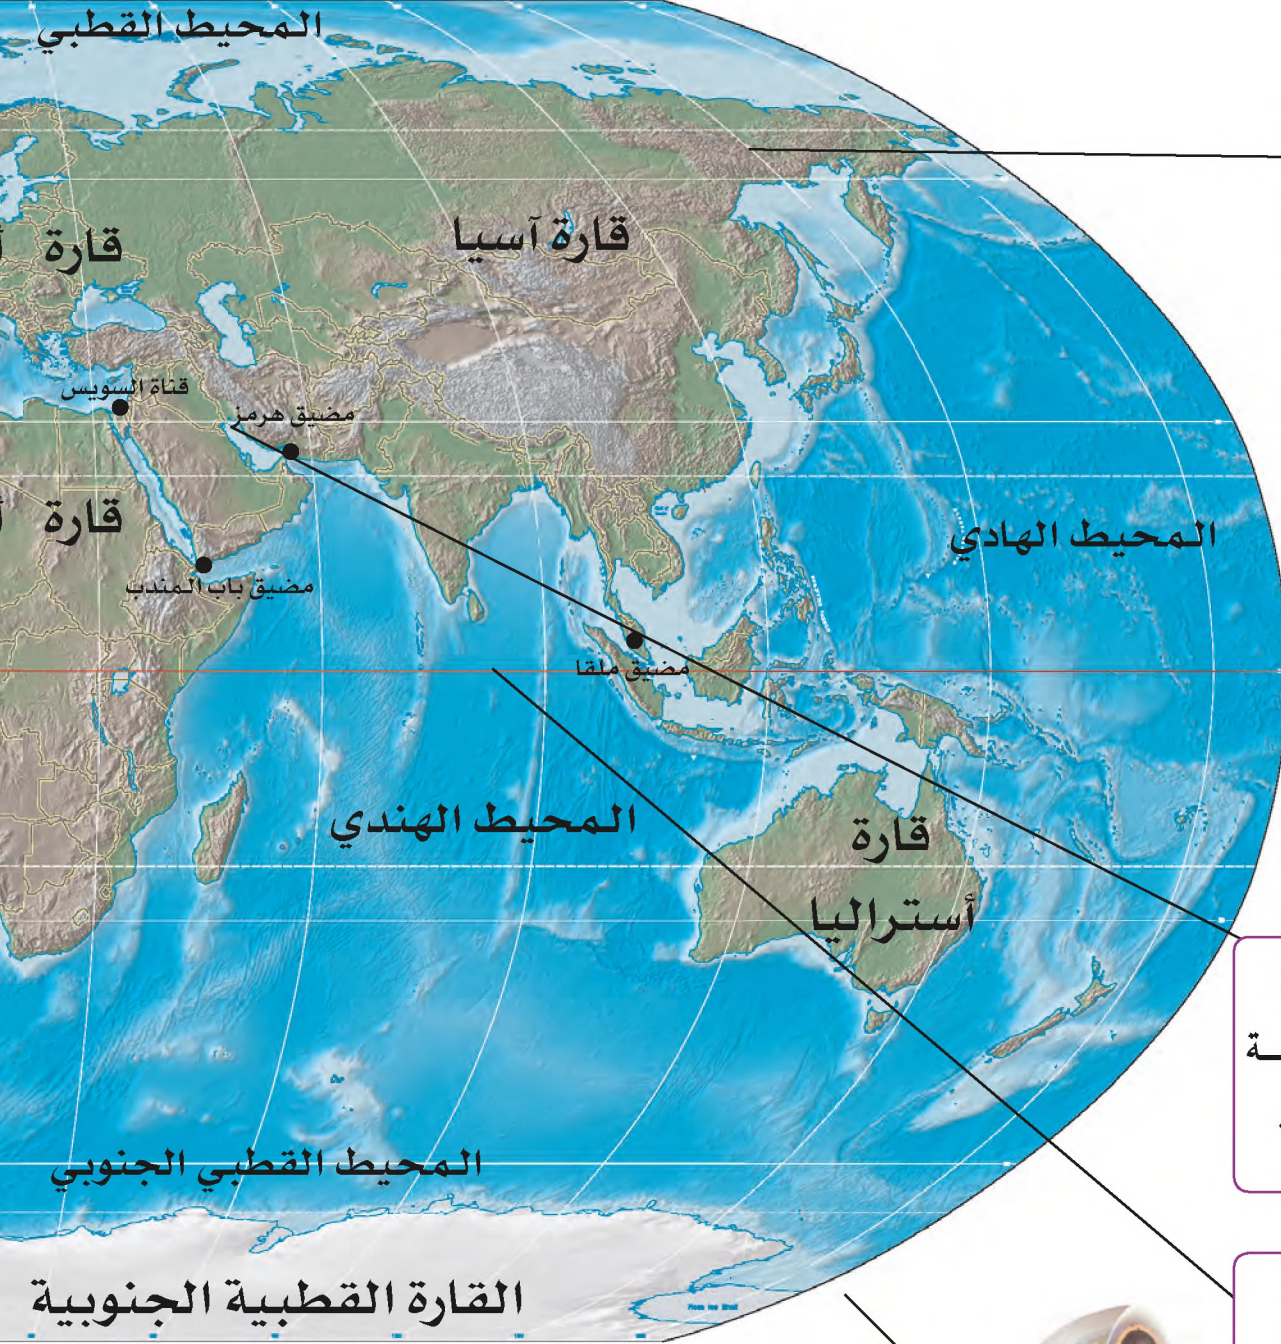 المحيط القطبي
قارة آسيا
قارة أ
قناة السويس
مضيق هرمز
قارة أ
المحيط الهادي
مضيق باب المندب
مضيق ملقا
المحيط الهندي
قارة
أستراليا
ـة
المحيط القطبي الجنوبي
القارة القطبية الجنوبية